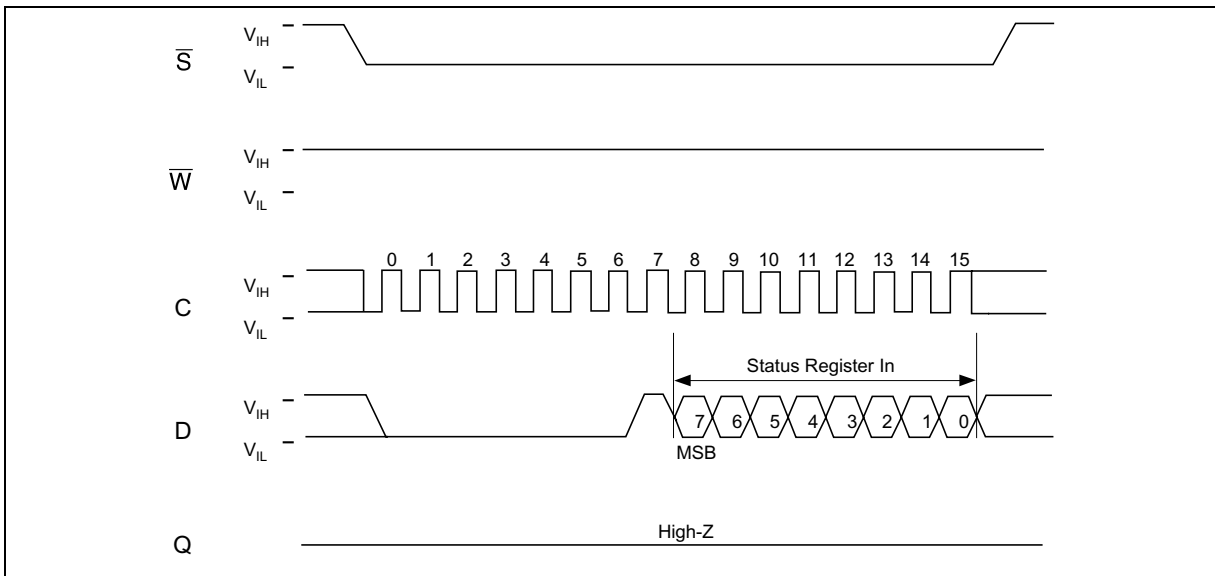 V_IH
S̅
V_IL
V_IH
W̅
V_IL
0 1 2 3 4 5 6 7 8 9 10 11 12 13 14 15
V_IH
C
V_IL
Status Register In
V_IH
7 6 5 4 3 2 1 0
D
V_IL
MSB
High-Z
Q